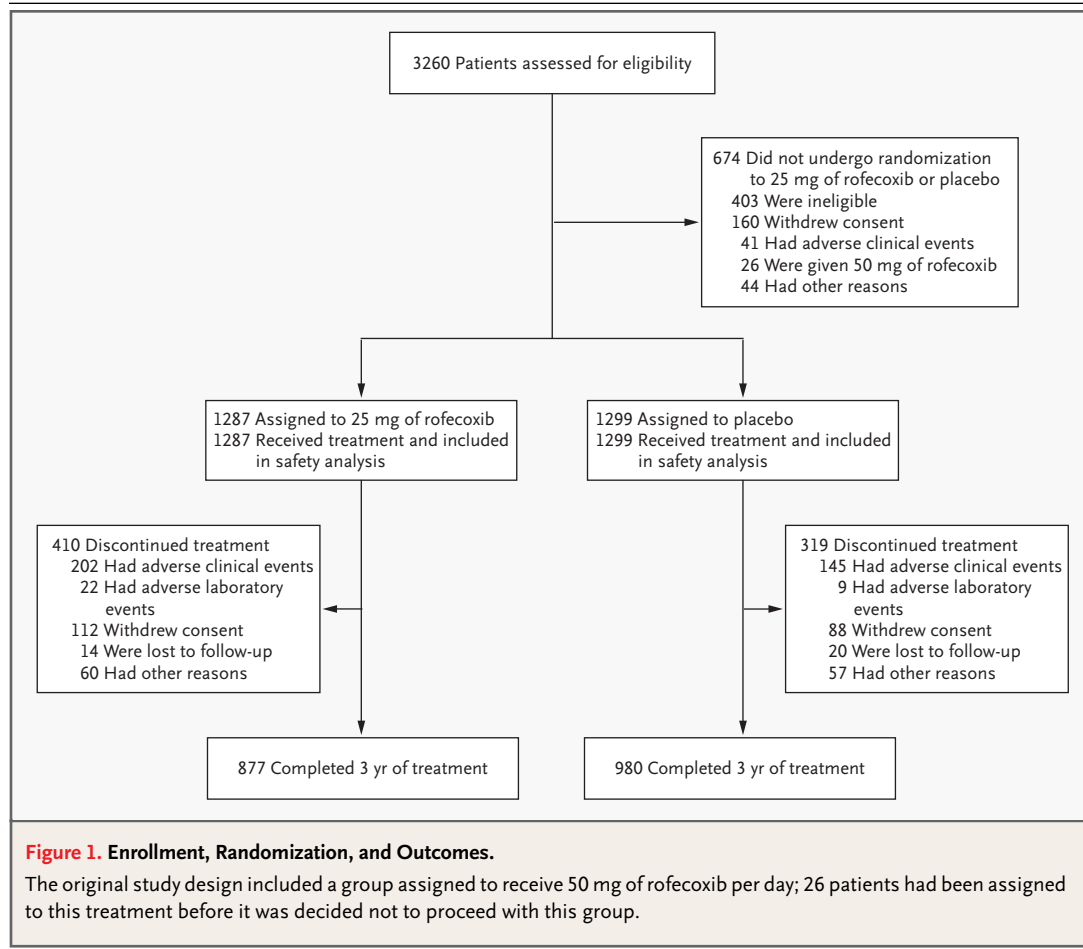 3260 Patients assessed for eligibility
674 Did not undergo randomization
to 25 mg of rofecoxib or placebo
403 Were ineligible
160 Withdrew consent
41 Had adverse clinical events
26 Were given 50 mg of rofecoxib
44 Had other reasons
1287 Assigned to 25 mg of rofecoxib
1287 Received treatment and included
in safety analysis
1299 Assigned to placebo
1299 Received treatment and included
in safety analysis
410 Discontinued treatment
202 Had adverse clinical events
22 Had adverse laboratory
events
112 Withdrew consent
14 Were lost to follow-up
60 Had other reasons
319 Discontinued treatment
145 Had adverse clinical events
9 Had adverse laboratory
events
88 Withdrew consent
20 Were lost to follow-up
57 Had other reasons
877 Completed 3 yr of treatment
980 Completed 3 yr of treatment
Figure 1. Enrollment, Randomization, and Outcomes.
The original study design included a group assigned to receive 50 mg of rofecoxib per day; 26 patients had been assigned
to this treatment before it was decided not to proceed with this group.